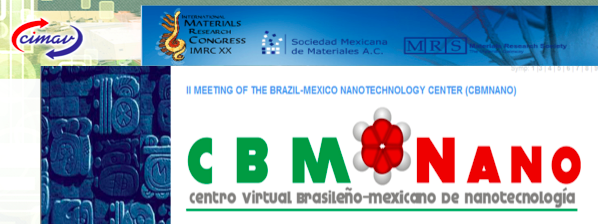 cimav
INTERNATIONAL
MATERIALS
RESEARCH
CONGRESS
IMRC XX
Sociedad Mexicana
de Materiales A.C.
MRS Materials Research Society
II MEETING OF THE BRAZIL-MEXICO NANOTECHNOLOGY CENTER (CBMNANO)
CBMNANO
centro virtual Brasileño-mexicano de nanotecnología